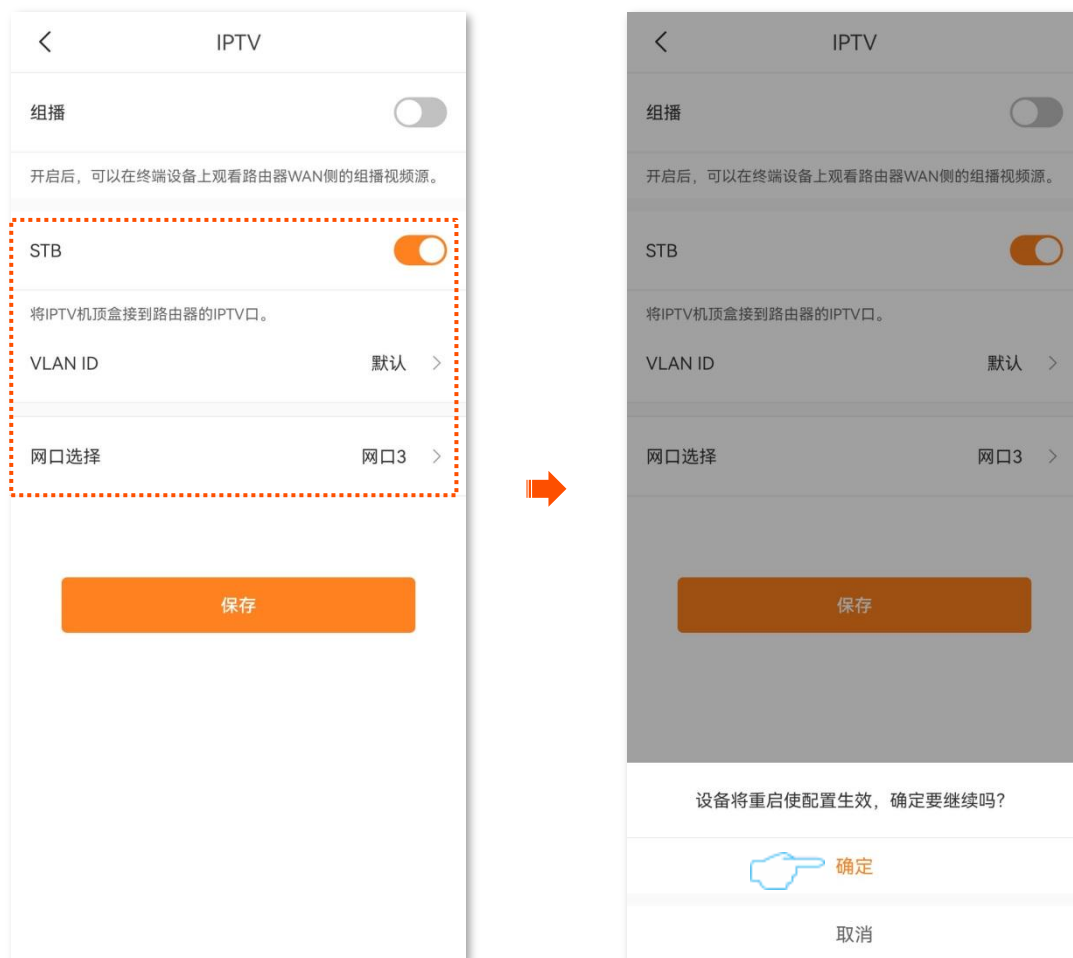 IPTV
组播
开启后，可以在终端设备上观看路由器WAN侧的组播视频源。
STB
将IPTV机顶盒接到路由器的IPTV口。
VLAN ID 默认
网口选择 网口3
保存
IPTV
组播
开启后，可以在终端设备上观看路由器WAN侧的组播视频源。
STB
将IPTV机顶盒接到路由器的IPTV口。
VLAN ID 默认
网口选择 网口3
保存
设备将重启使配置生效，确定要继续吗？
确定
取消